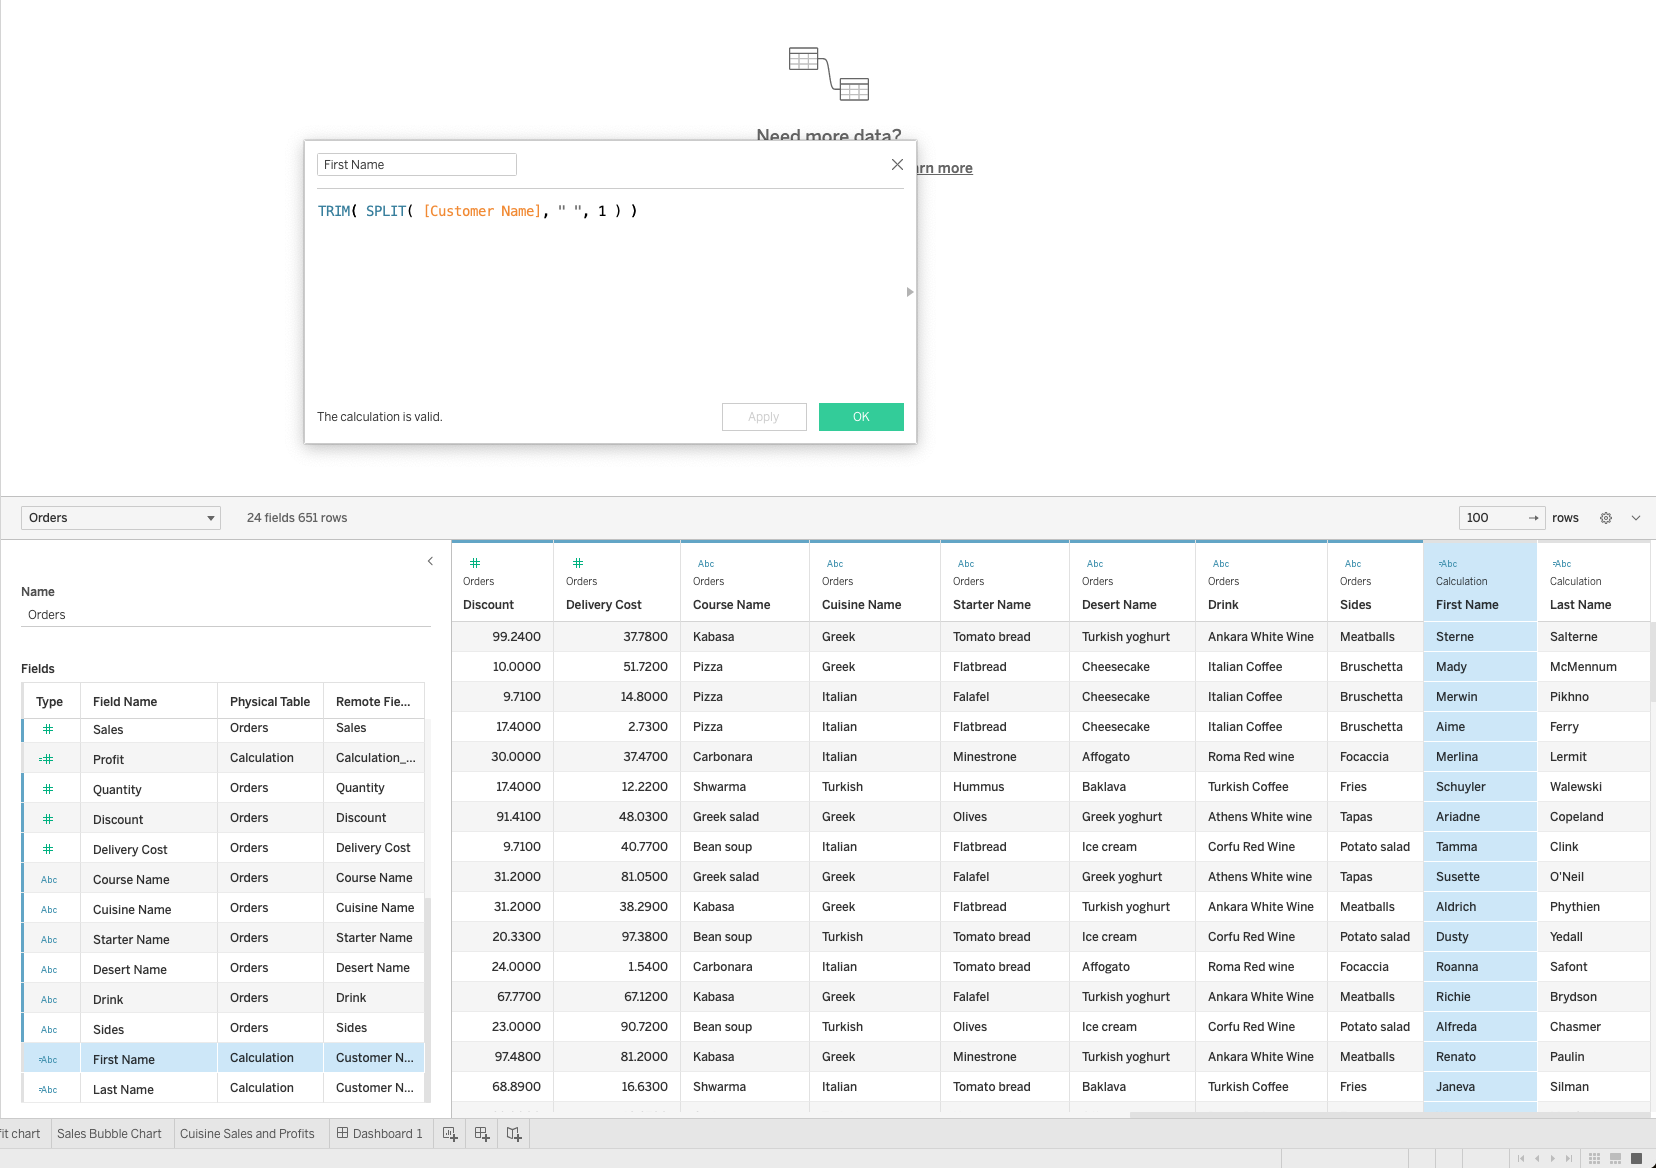 Need more data?
arn more
First Name
TRIM( SPLIT( [Customer Name], " ", 1 ) )
The calculation is valid.
Apply OK
Orders 24 fields 651 rows 100 rows
Name
Orders
Fields
Type Field Name Physical Table Remote Fie...
Sales Orders Sales
Profit Calculation Calculation_...
Quantity Orders Quantity
Discount Orders Discount
Delivery Cost Orders Delivery Cost
Abc Course Name Orders Course Name
Abc Cuisine Name Orders Cuisine Name
Abc Starter Name Orders Starter Name
Abc Desert Name Orders Desert Name
Abc Drink Orders Drink
Abc Sides Orders Sides
=Abc First Name Calculation Customer N...
=Abc Last Name Calculation Customer N...
Abc Abc Abc Abc Abc Abc =Abc =Abc
Orders Orders Orders Orders Orders Orders Orders Orders Calculation Calculation
Discount Delivery Cost Course Name Cuisine Name Starter Name Desert Name Drink Sides First Name Last Name
99.2400 37.7800 Kabasa Greek Tomato bread Turkish yoghurt Ankara White Wine Meatballs Sterne Salterne
10.0000 51.7200 Pizza Greek Flatbread Cheesecake Italian Coffee Bruschetta Mady McMennum
9.7100 14.8000 Pizza Italian Falafel Cheesecake Italian Coffee Bruschetta Merwin Pikhno
17.4000 2.7300 Pizza Italian Flatbread Cheesecake Italian Coffee Bruschetta Aime Ferry
30.0000 37.4700 Carbonara Italian Minestrone Affogato Roma Red wine Focaccia Merlina Lermit
17.4000 12.2200 Shwarma Turkish Hummus Baklava Turkish Coffee Fries Schuyler Walewski
91.4100 48.0300 Greek salad Greek Olives Greek yoghurt Athens White wine Tapas Ariadne Copeland
9.7100 40.7700 Bean soup Italian Flatbread Ice cream Corfu Red Wine Potato salad Tamma Clink
31.2000 81.0500 Greek salad Greek Falafel Greek yoghurt Athens White wine Tapas Susette O'Neil
31.2000 38.2900 Kabasa Greek Flatbread Turkish yoghurt Ankara White Wine Meatballs Aldrich Phythien
20.3300 97.3800 Bean soup Turkish Tomato bread Ice cream Corfu Red Wine Potato salad Dusty Yedall
24.0000 1.5400 Carbonara Italian Tomato bread Affogato Roma Red wine Focaccia Roanna Safont
67.7700 67.1200 Kabasa Greek Falafel Turkish yoghurt Ankara White Wine Meatballs Richie Brydson
23.0000 90.7200 Bean soup Turkish Olives Ice cream Corfu Red Wine Potato salad Alfreda Chasmer
97.4800 81.2000 Kabasa Greek Minestrone Turkish yoghurt Ankara White Wine Meatballs Renato Paulin
68.8900 16.6300 Shwarma Italian Tomato bread Baklava Turkish Coffee Fries Janeva Silman
fit chart Sales Bubble Chart Cuisine Sales and Profits Dashboard 1